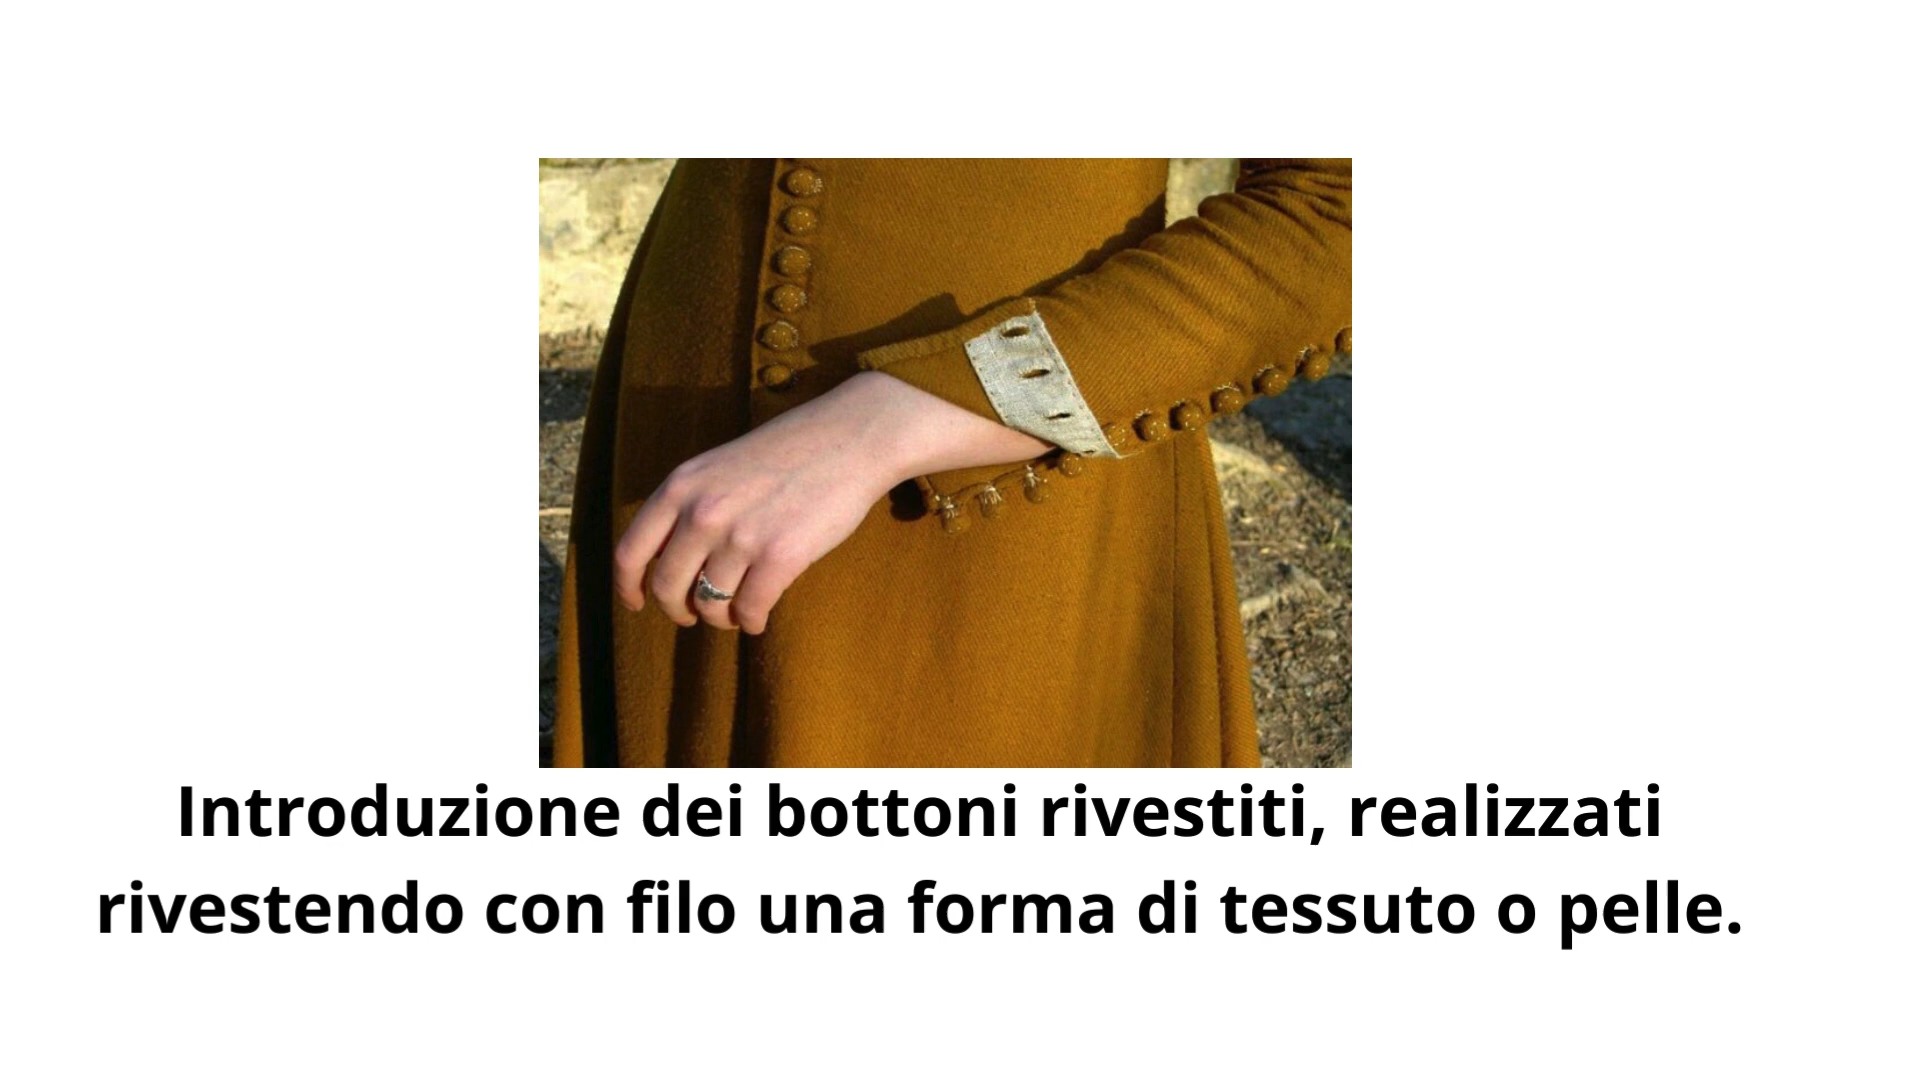 Introduzione dei bottoni rivestiti, realizzati
rivestendo con filo una forma di tessuto o pelle.